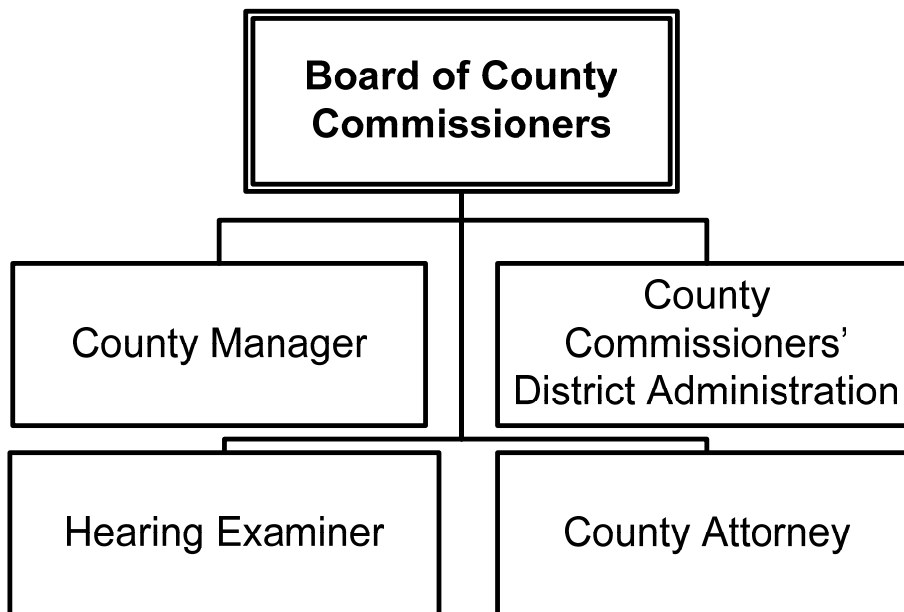 Board of County
Commissioners
County Manager
County
Commissioners’
District Administration
Hearing Examiner
County Attorney